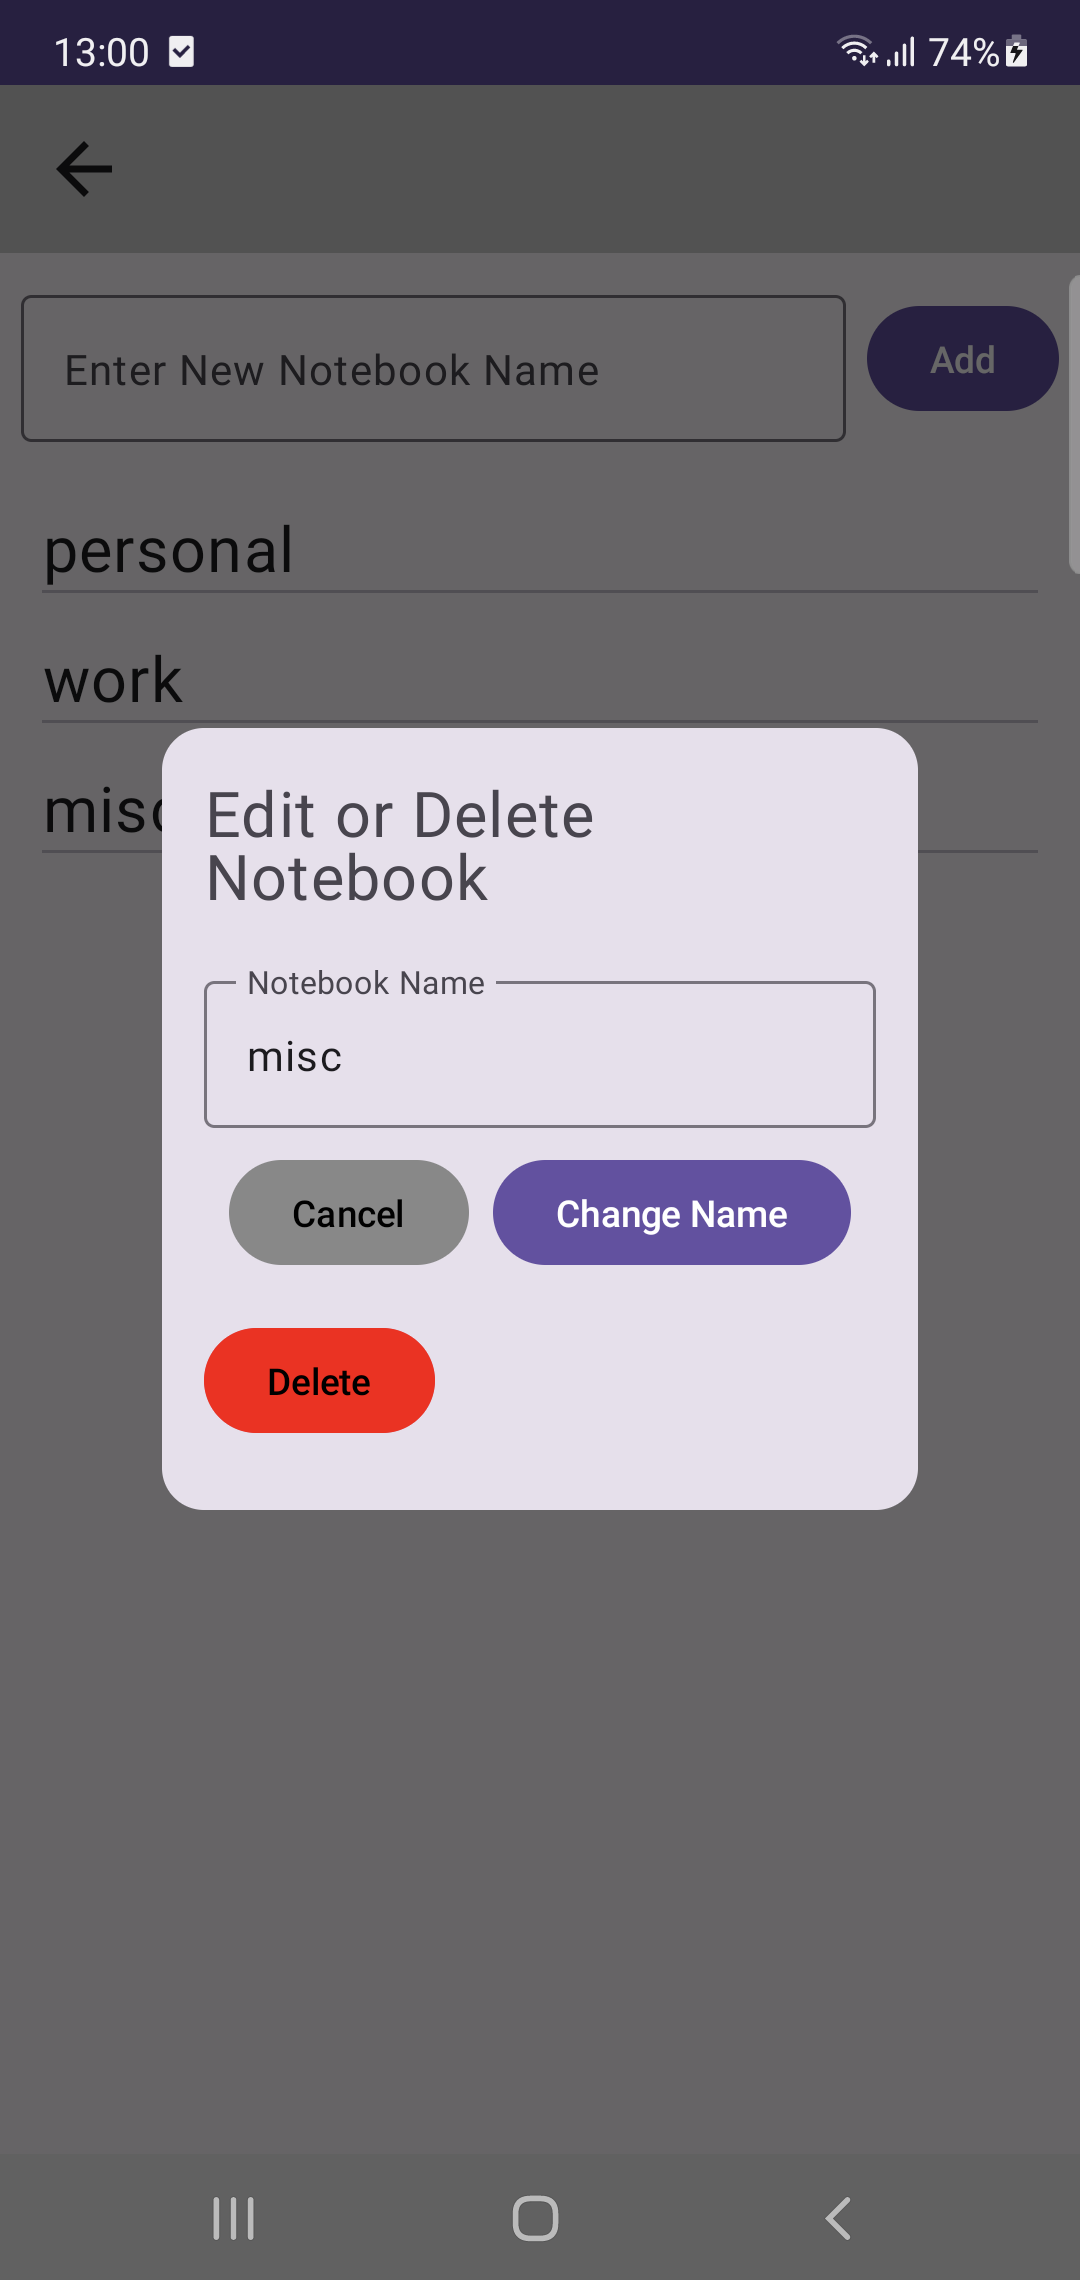 13:00
74%
Enter New Notebook Name
Add
personal
work
misc
Edit or Delete
Notebook
Notebook Name
misc
Cancel
Change Name
Delete